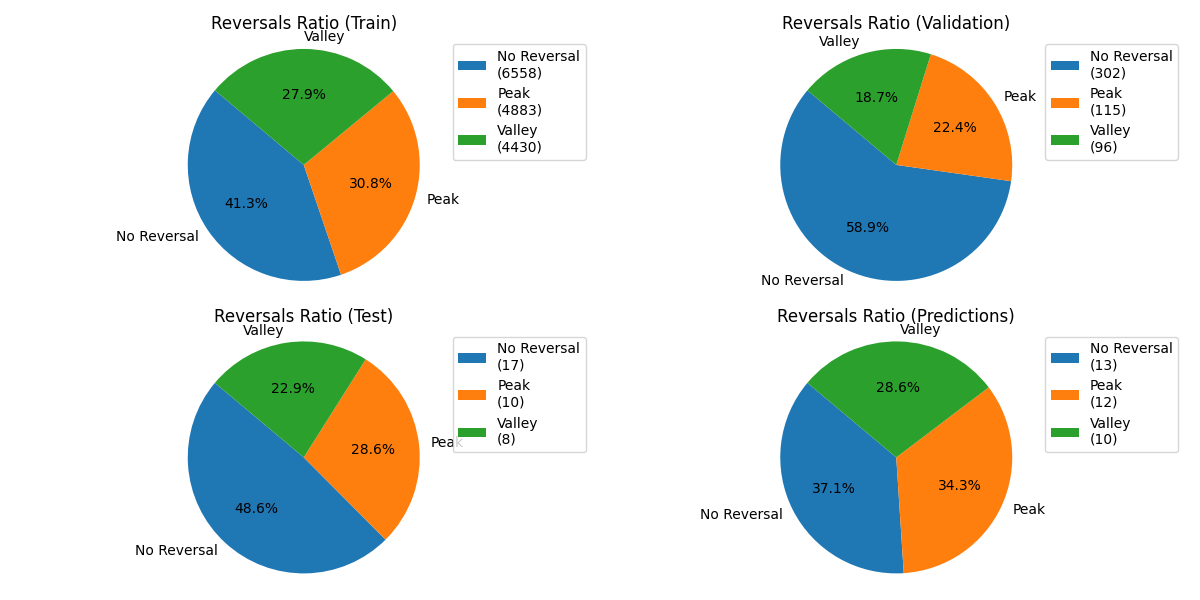 Reversals Ratio (Train)
Valley
27.9%
30.8%
41.3%
Peak
No Reversal
No Reversal
(6558)
Peak
(4883)
Valley
(4430)
Reversals Ratio (Validation)
Valley
18.7%
Peak
22.4%
58.9%
No Reversal
No Reversal
(302)
Peak
(115)
Valley
(96)
Reversals Ratio (Test)
Valley
22.9%
Peak
28.6%
48.6%
No Reversal
No Reversal
(17)
Peak
(10)
Valley
(8)
Reversals Ratio (Predictions)
Valley
28.6%
34.3%
37.1%
Peak
No Reversal
No Reversal
(13)
Peak
(12)
Valley
(10)